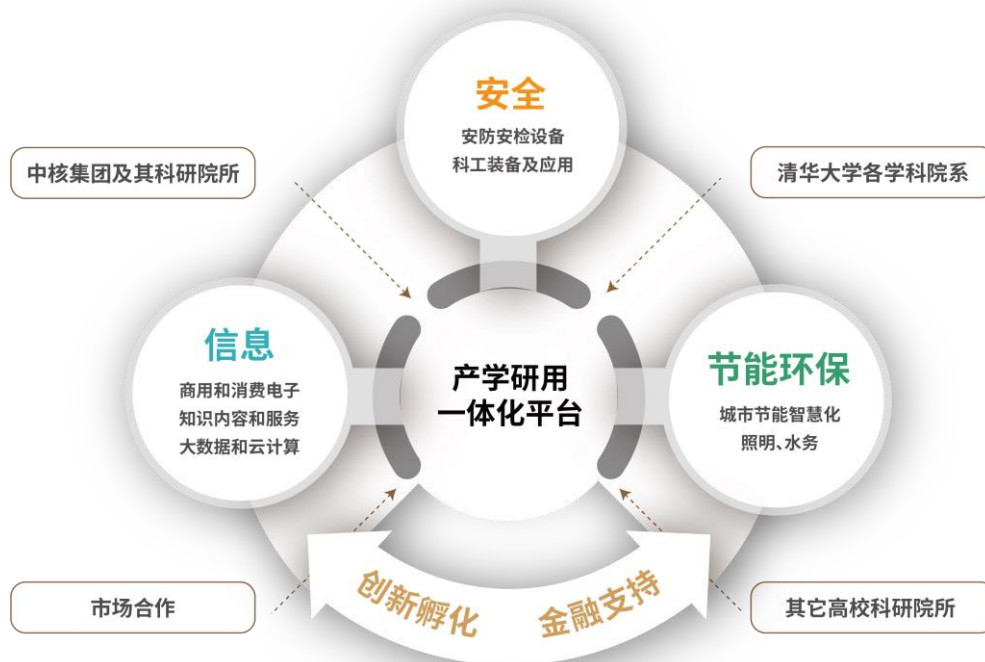 安全
安防安检设备
科工装备及应用
中核集团及其科研院所
清华大学各学科院系
信息
商用和消费电子
知识内容和服务
大数据和云计算
产学研用
一体化平台
节能环保
城市节能智慧化
照明、水务
市场合作
创新孵化
金融支持
其它高校科研院所